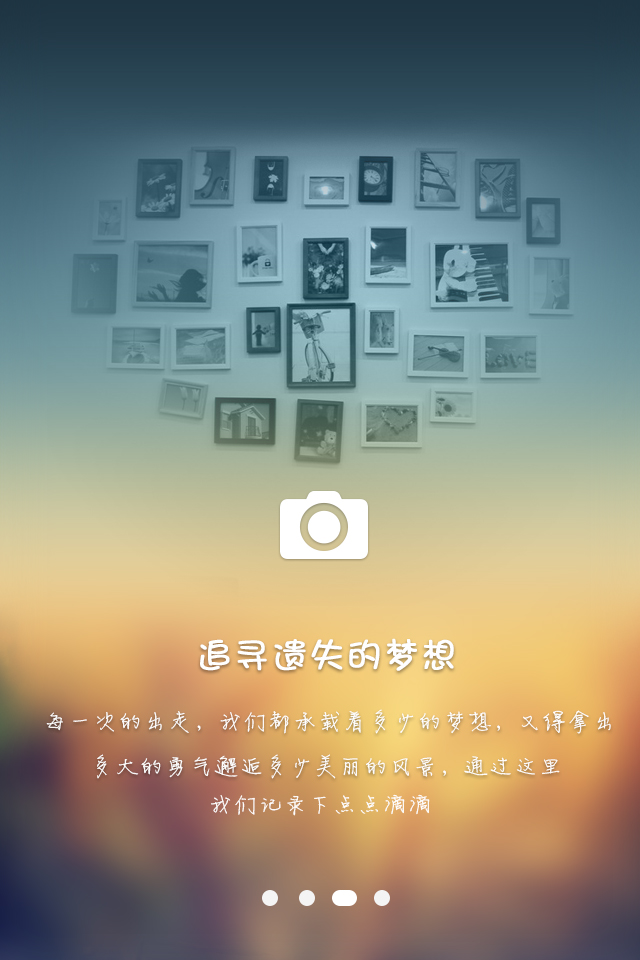 追寻遗失的梦想
每一次的出走，我们都承载着多少的梦想，又得拿出
多大的勇气邂逅多少美丽的风景，通过这里
我们记录下点点滴滴